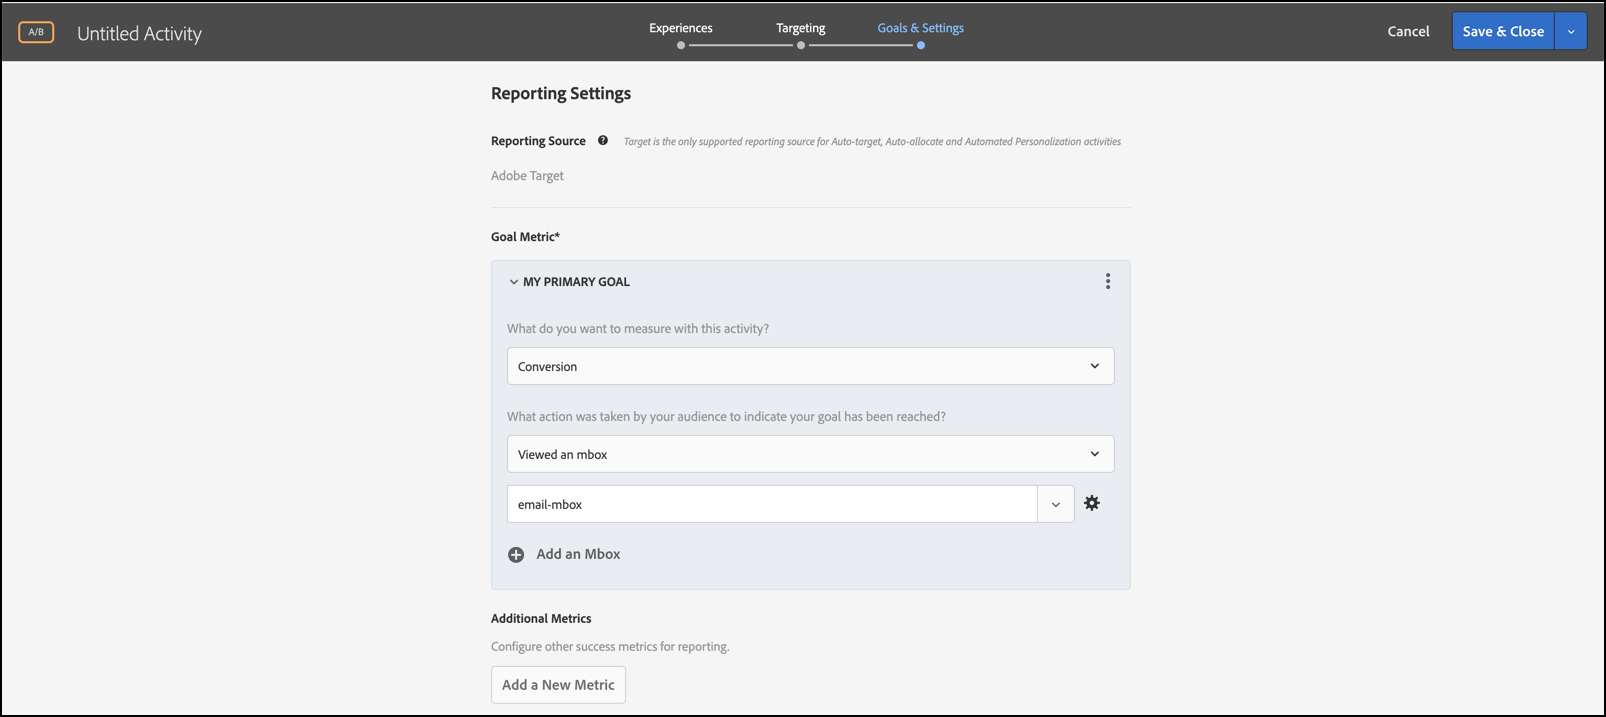 A/B
Untitled Activity
Experiences
Targeting
Goals & Settings
Cancel
Save & Close
Reporting Settings
Reporting Source ? Target is the only supported reporting source for Auto-target, Auto-allocate and Automated Personalization activities
Adobe Target
Goal Metric*
MY PRIMARY GOAL
What do you want to measure with this activity?
Conversion
What action was taken by your audience to indicate your goal has been reached?
Viewed an mbox
email-mbox
Add an Mbox
Additional Metrics
Configure other success metrics for reporting.
Add a New Metric